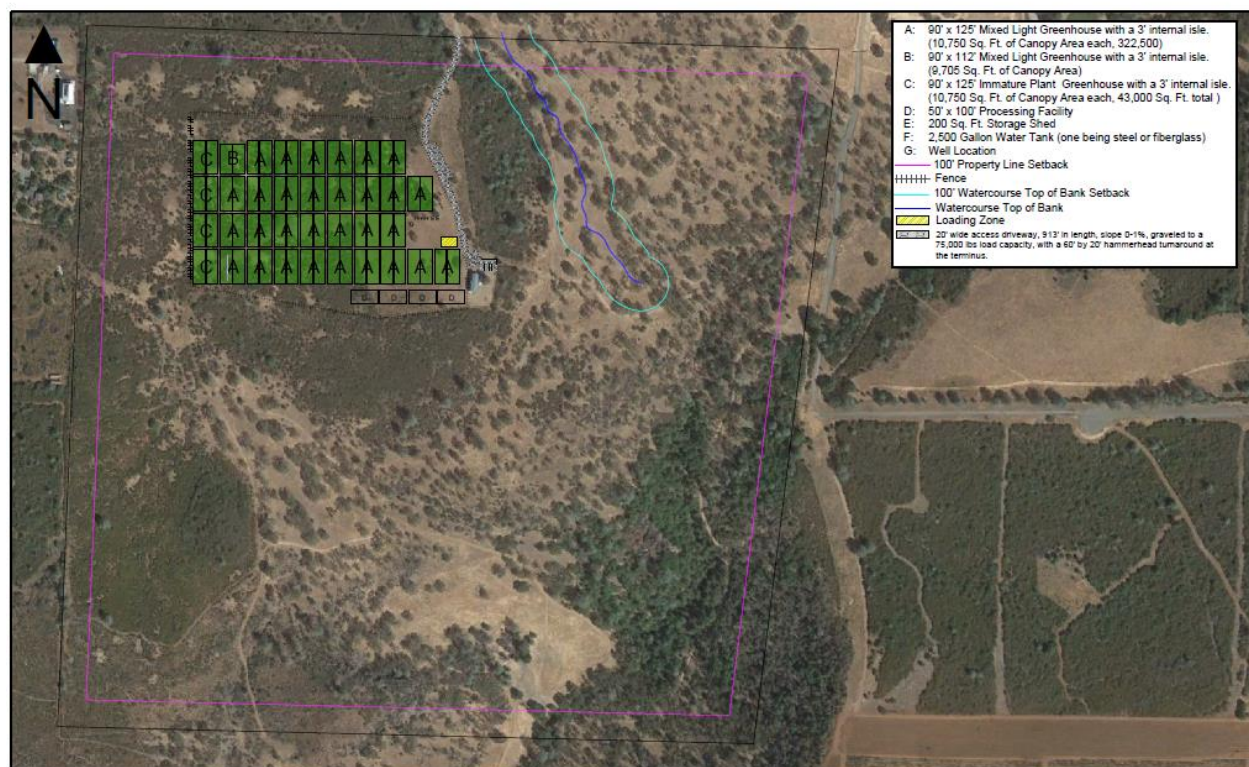 N
A: 90' x 125' Mixed Light Greenhouse with a 3' internal isle.
(10,750 Sq. Ft. of Canopy Area each, 322,500)
B: 90' x 112' Mixed Light Greenhouse with a 3' internal isle.
(9,705 Sq. Ft. of Canopy Area)
C: 90' x 125' Immature Plant Greenhouse with a 3' internal isle.
(10,750 Sq. Ft. of Canopy Area each, 43,000 Sq. Ft. total )
D: 50' x 100' Processing Facility
E: 200 Sq. Ft. Storage Shed
F: 2,500 Gallon Water Tank (one being steel or fiberglass)
G: Well Location
100' Property Line Setback
Fence
100' Watercourse Top of Bank Setback
Watercourse Top of Bank
Loading Zone
20' wide access driveway, 913' in length, slope 0-1%, graveled to a
75,000 lbs load capacity, with a 60' by 20' hammerhead turnaround at
the terminus.
C B A A A A A A
C A A A A A A A A
C A A A A A A A
C A A A A A A A A A
D D D D